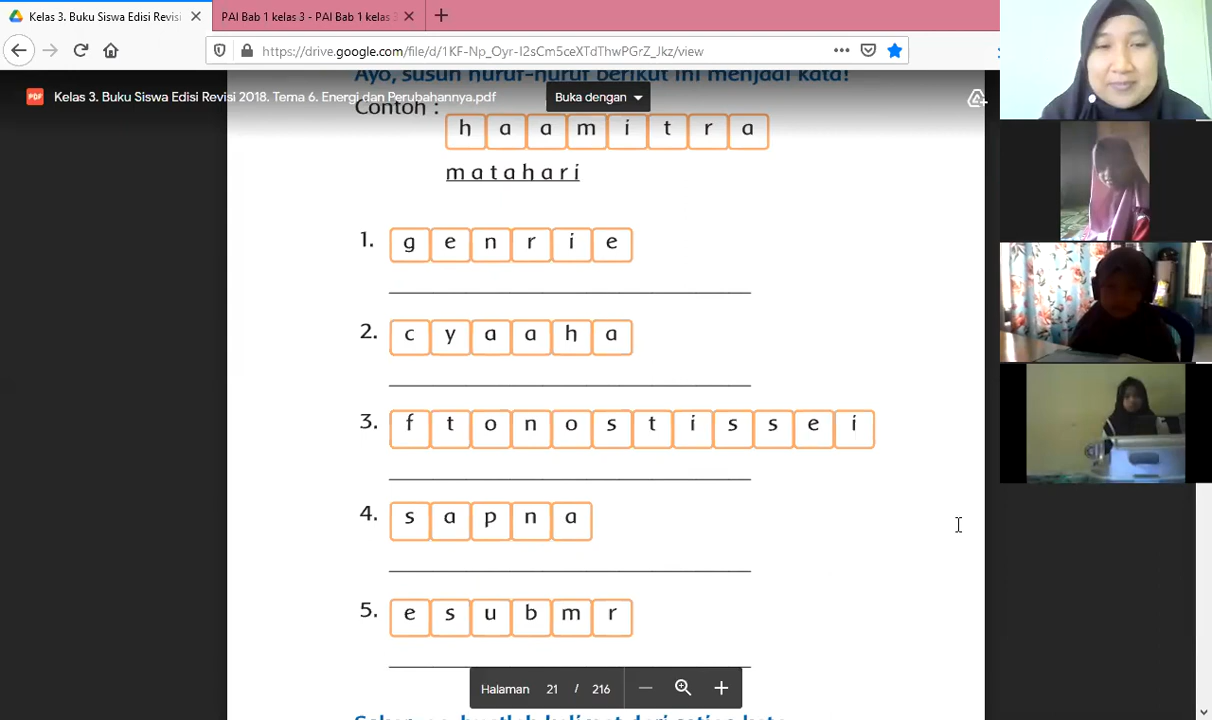 Kelas 3. Buku Siswa Edisi Revisi
PAI Bab 1 kelas 3 - PAI Bab 1 kelas 3
https://drive.google.com/file/d/1KF-Np_Oyr-I2sCm5ceXTdThwPGrZ_Jkz/view
Ayo, susun huruf-huruf berikut ini menjadi kata!
Kelas 3. Buku Siswa Edisi Revisi 2018. Tema 6. Energi dan Perubahannya.pdf
Buka dengan
Contoh :
h a a m i t r a
m a t a h a r i
1. g e n r i e
2. c y a a h a
3. f t o n o s t i s s e i
4. s a p n a
5. e s u b m r
Halaman 21 / 216